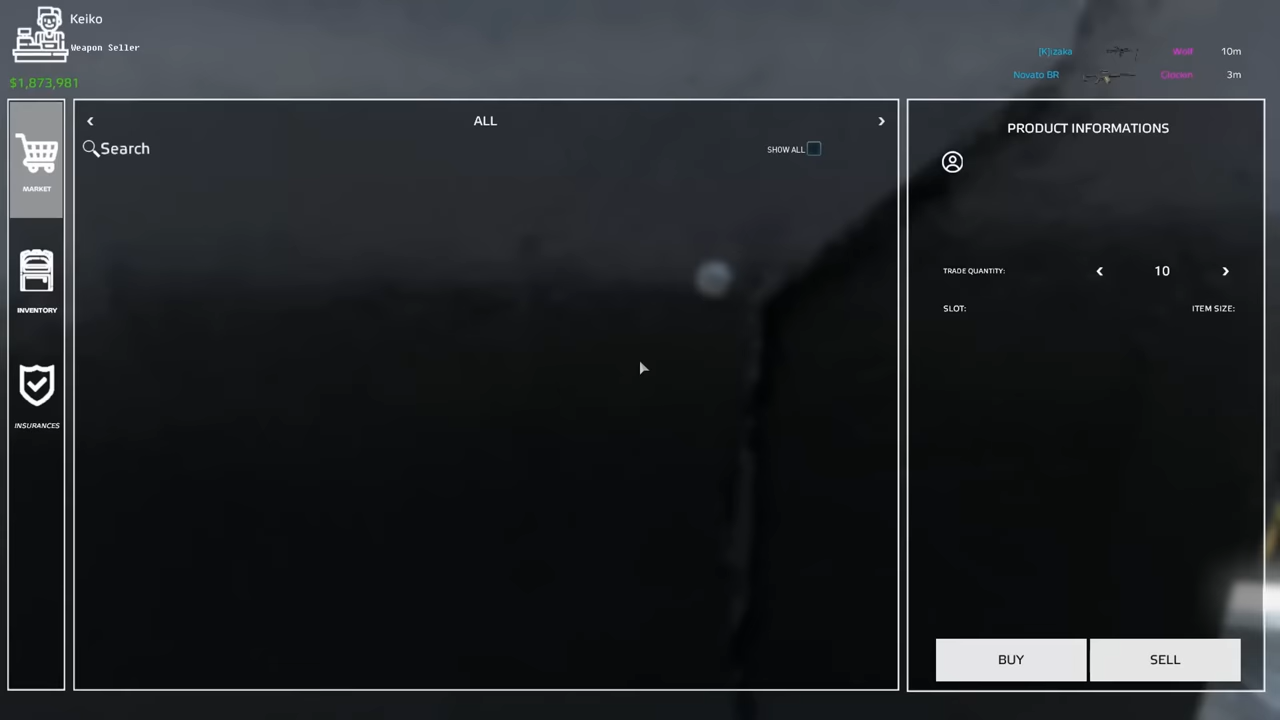 Keiko
Weapon Seller
$1,873,981
[K]izaka Wolf 10m
Novato BR Clocкn 3m
MARKET
INVENTORY
INSURANCES
< ALL >
Search
SHOW ALL
PRODUCT INFORMATIONS
TRADE QUANTITY: < 10 >
SLOT: ITEM SIZE:
BUY SELL